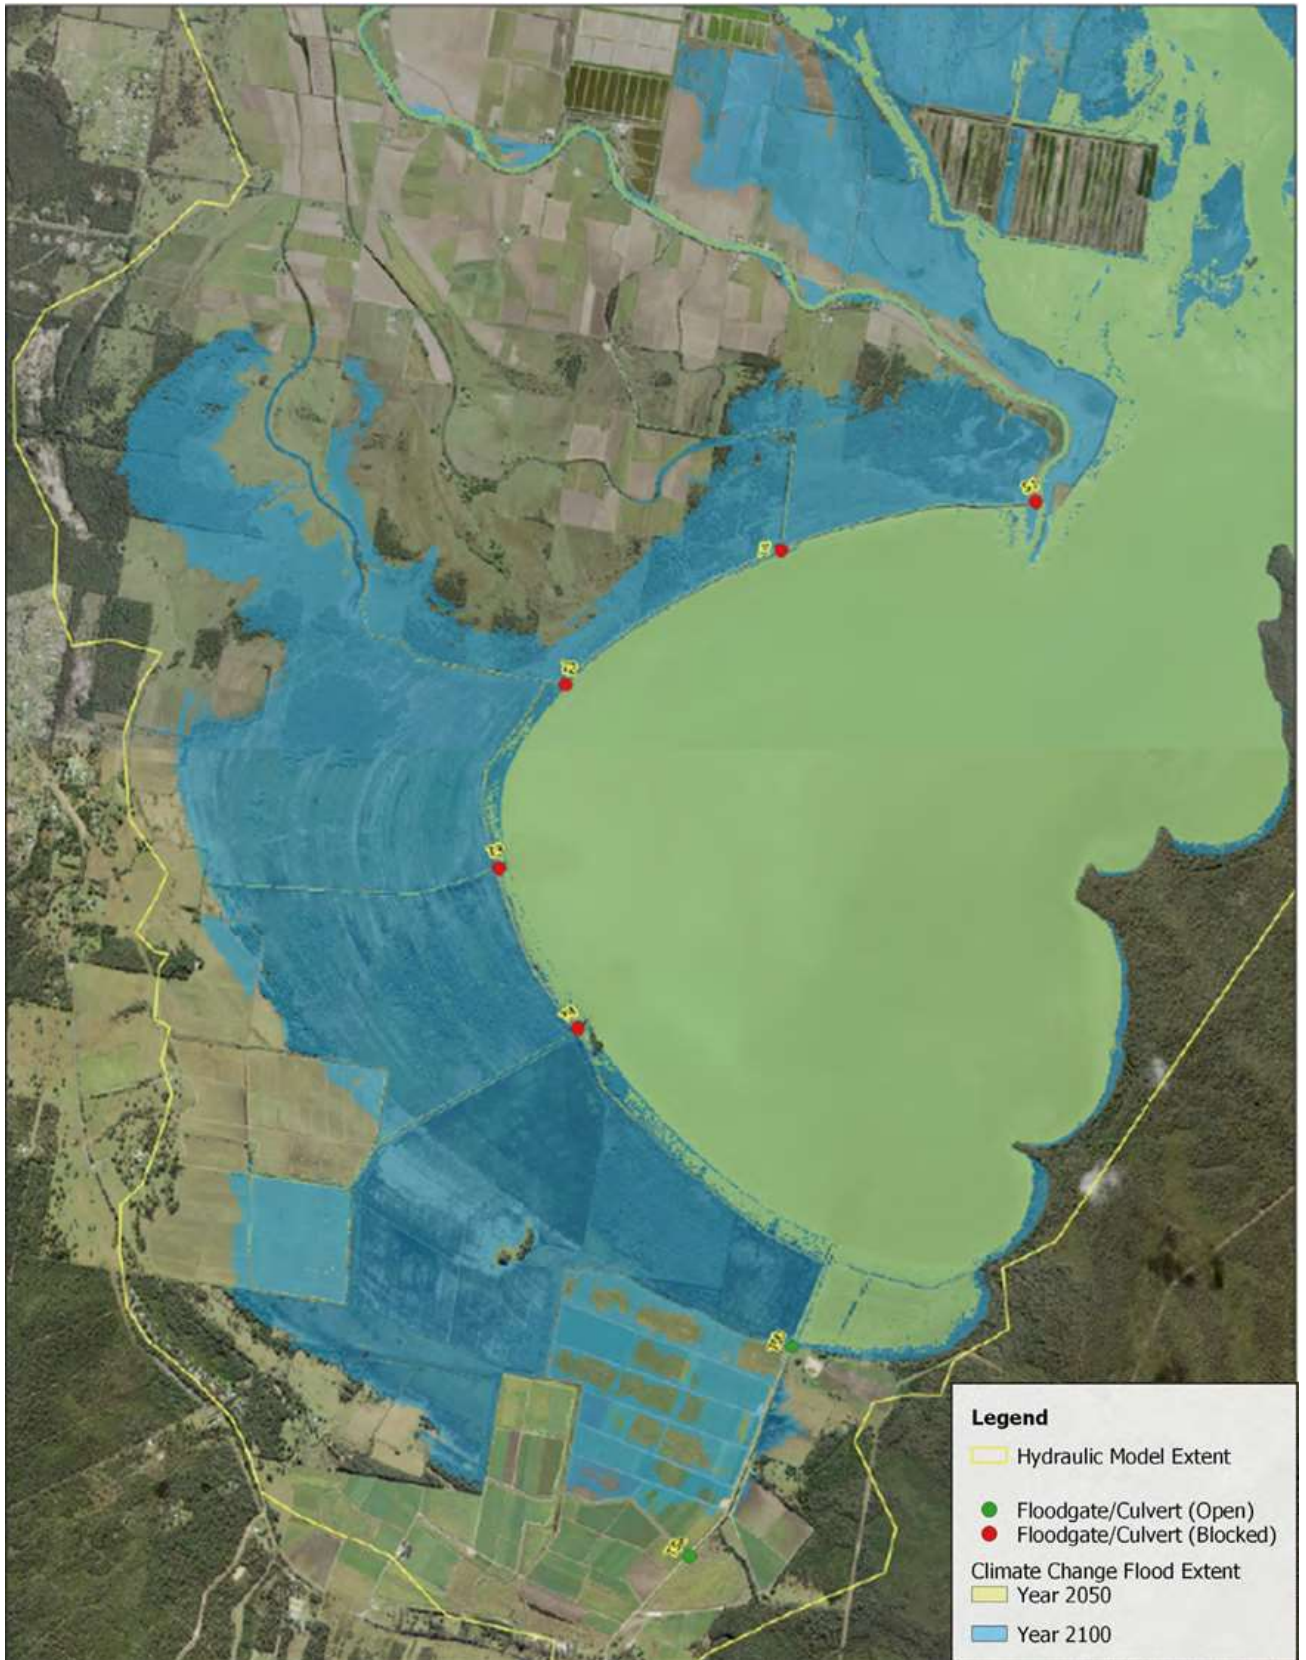 Legend
Hydraulic Model Extent
Floodgate/Culvert (Open)
Floodgate/Culvert (Blocked)
Climate Change Flood Extent
Year 2050
Year 2100